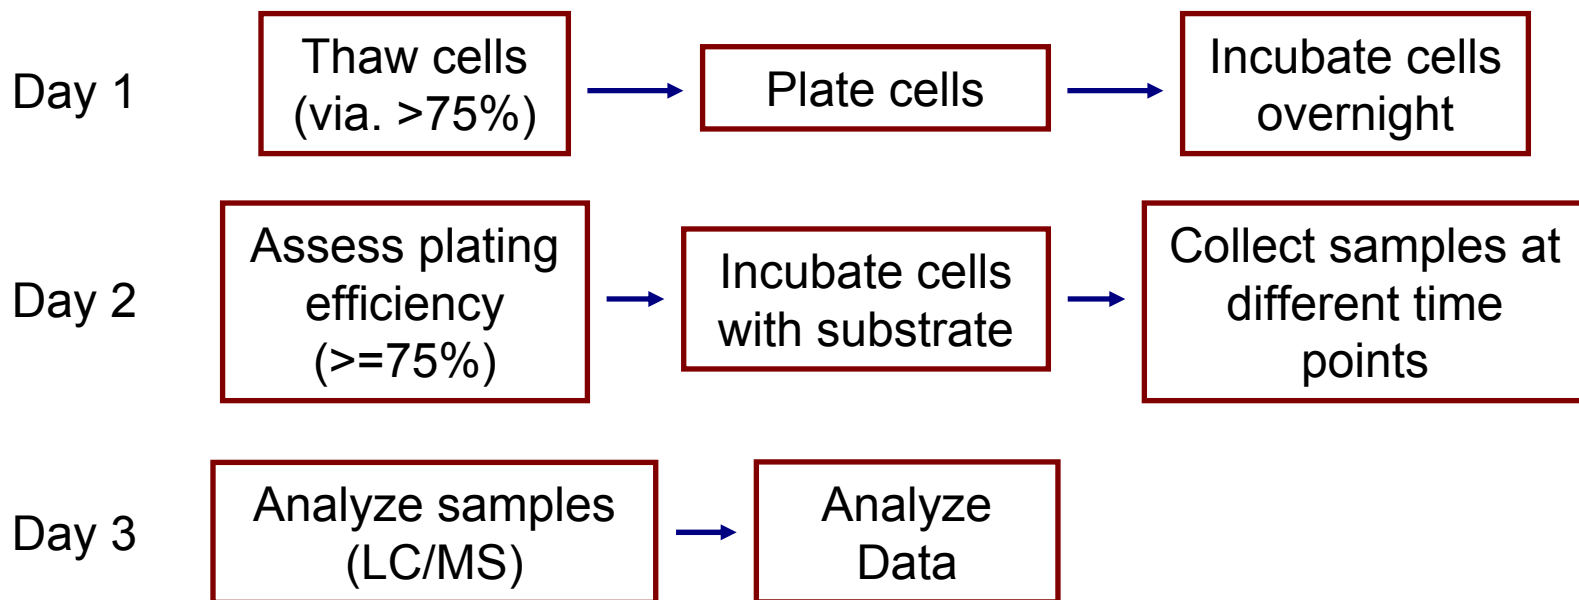 Day 1
Thaw cells
(via. >75%)
Plate cells
Incubate cells
overnight
Day 2
Assess plating
efficiency
(>=75%)
Incubate cells
with substrate
Collect samples at
different time
points
Day 3
Analyze samples
(LC/MS)
Analyze
Data